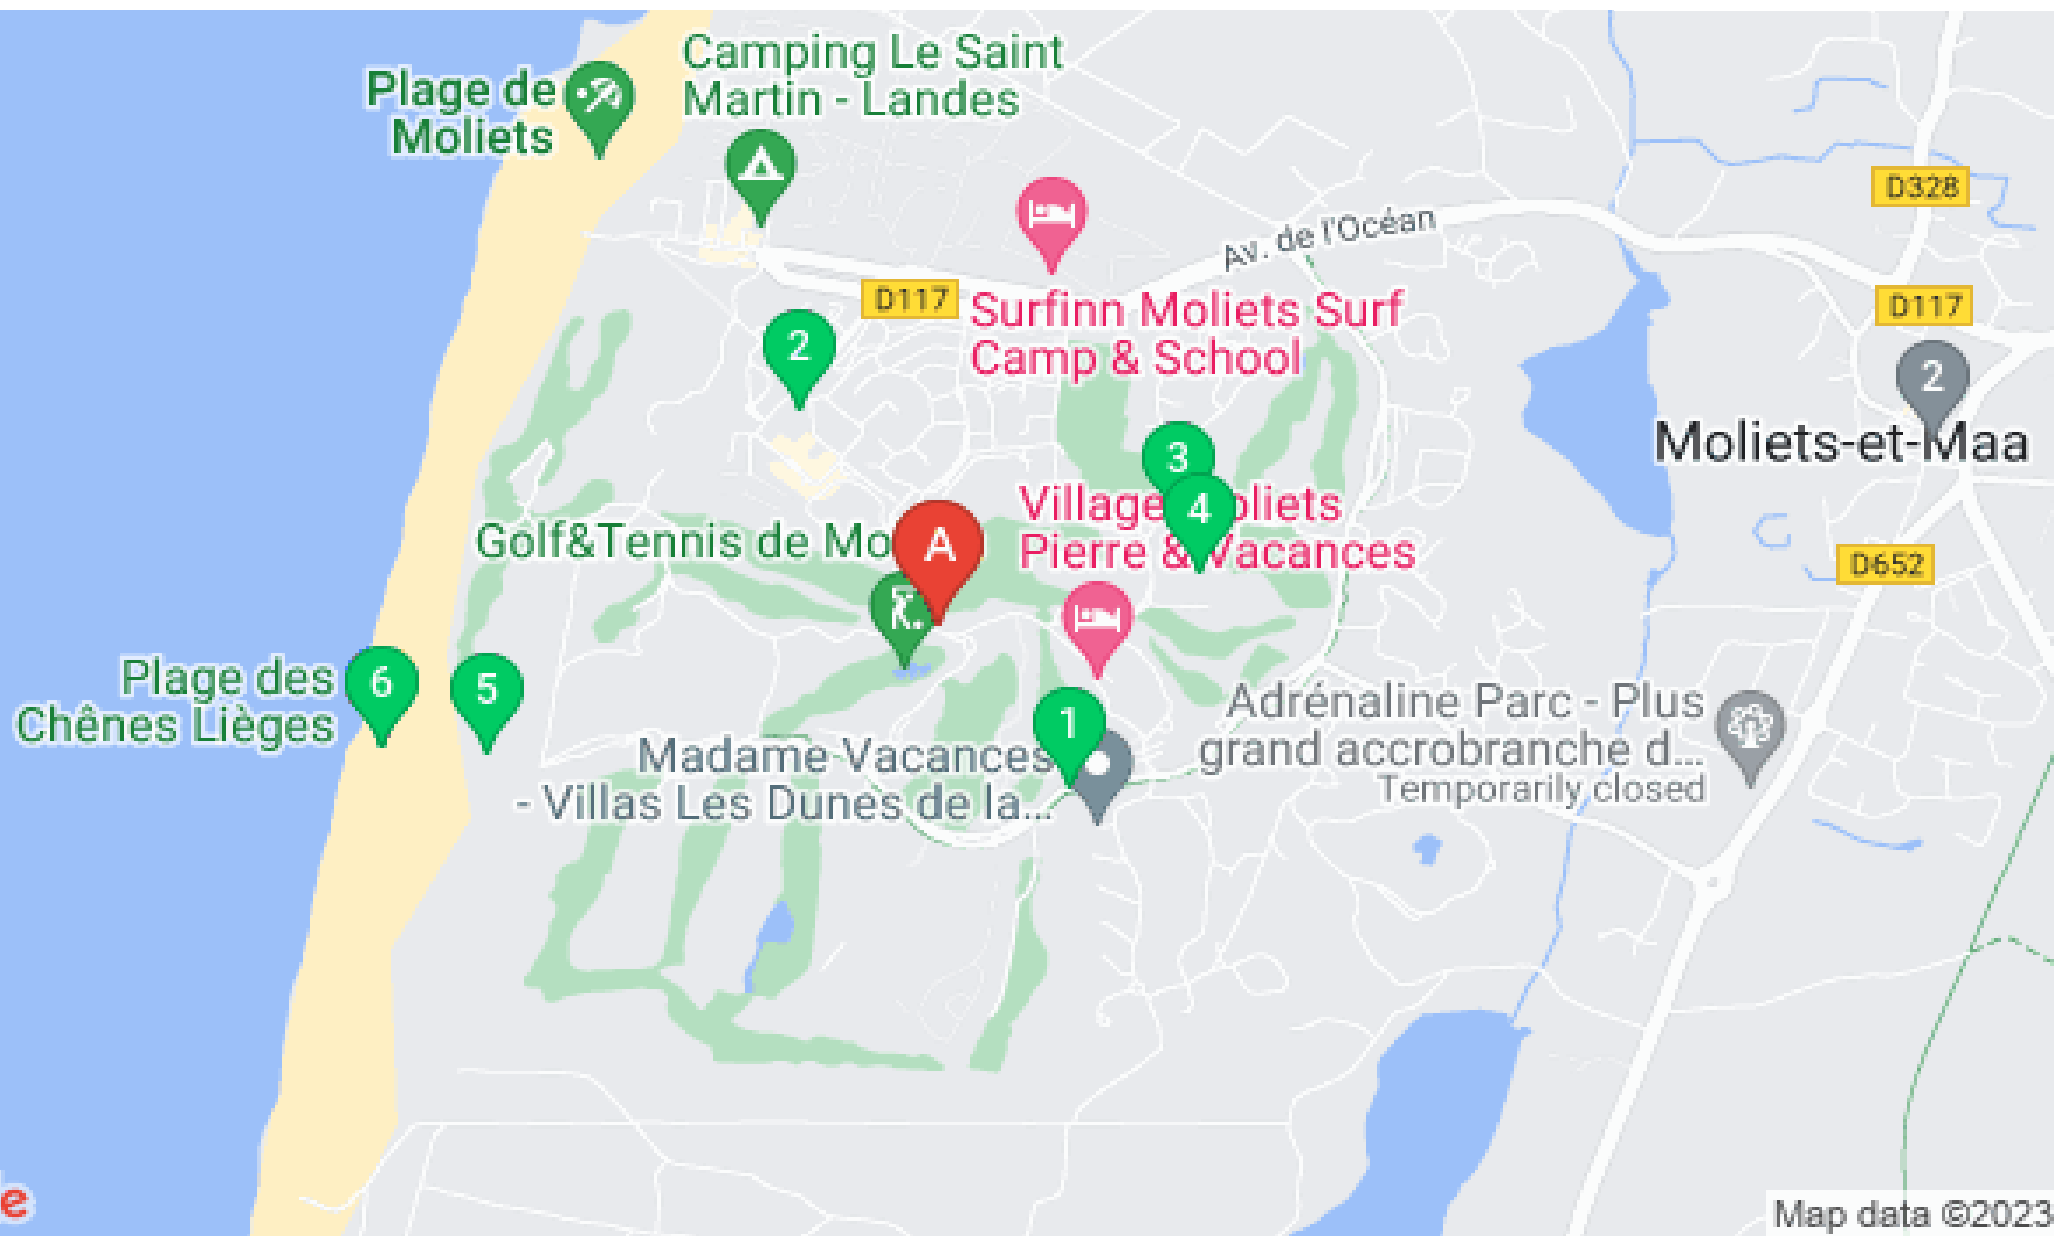 Camping Le Saint
Martin - Landes
Plage de
Moliets
D328
Av. de l'Océan
D117
D117
Surfinn Moliets Surf
Camp & School
2
2
Moliets-et-Maa
3
Village
4
Pierre & Vacances
Golf&Tennis de Mo
A
D652
Plage des
Chênes Lièges
6
5
1
Adrénaline Parc - Plus
grand accrobranche d...
Temporarily closed
Madame Vacances
- Villas Les Dunes de la...
e
Map data ©2023